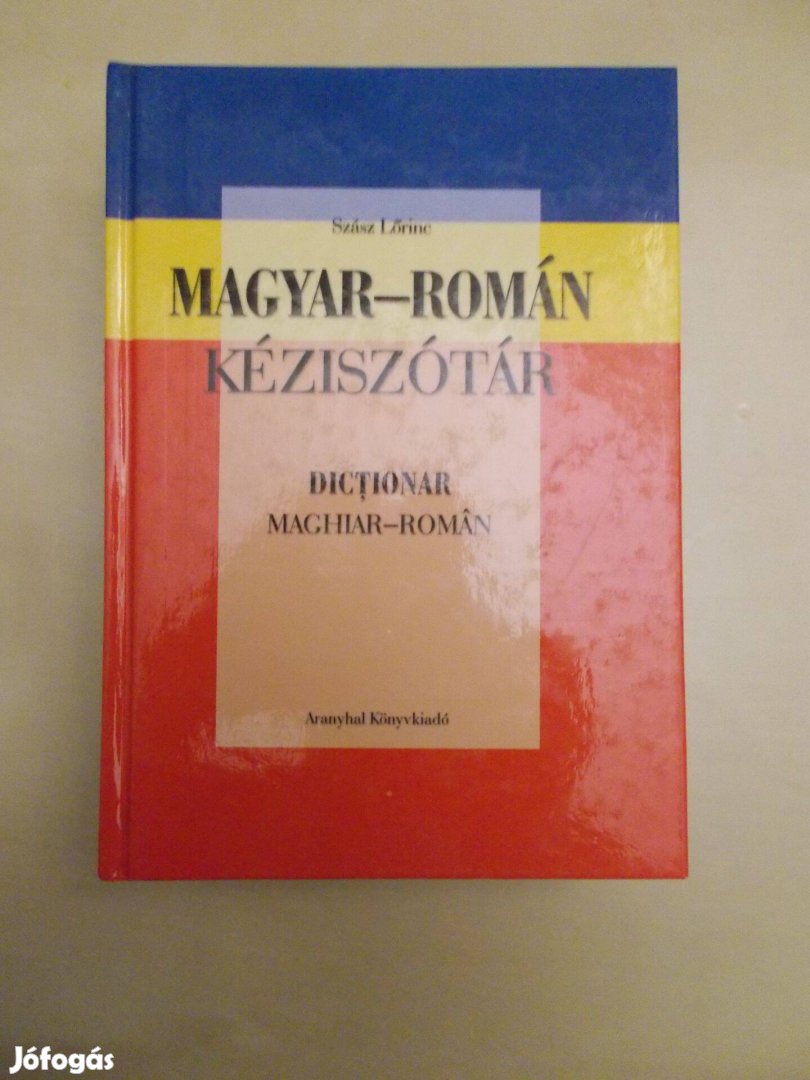 Szász Lőrinc
MAGYAR–ROMÁN
KÉZISZÓTÁR
DICȚIONAR
MAGHIAR–ROMÂN
Aranyhal Könyvkiadó
Jófogás